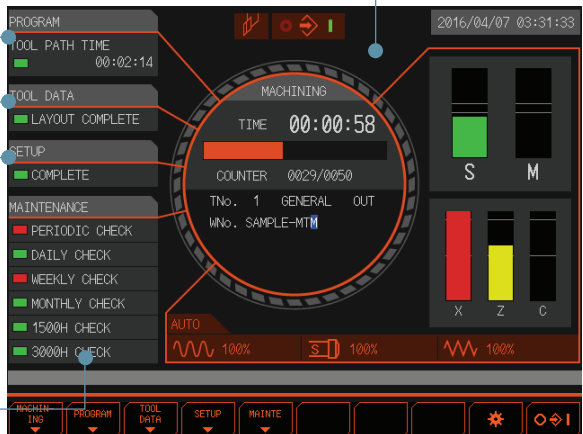 PROGRAM
TOOL PATH TIME
00:02:14
TOOL DATA
LAYOUT COMPLETE
SETUP
COMPLETE
MAINTENANCE
PERIODIC CHECK
DAILY CHECK
WEEKLY CHECK
MONTHLY CHECK
1500H CHECK
3000H CHECK
2016/04/07 03:31:33
MACHINING
TIME 00:00:58
COUNTER 0029/0050
TNo. 1 GENERAL OUT
WNo. SAMPLE-MTM
S M
X Z C
AUTO
100% S 100% 100%
MACHIN-
ING
PROGRAM
TOOL
DATA
SETUP
MAINTE